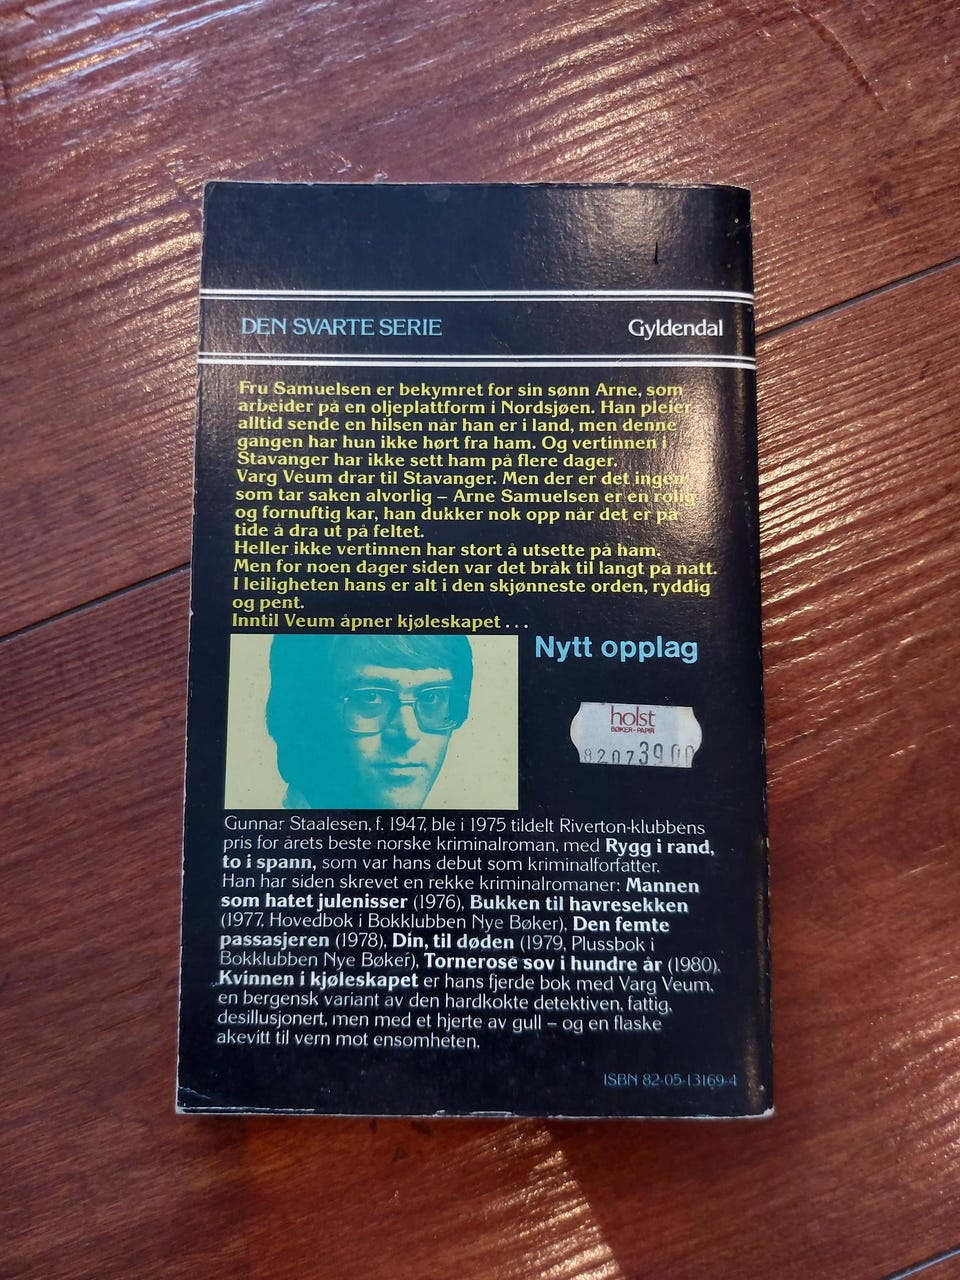 DEN SVARTE SERIE
Gyldendal
Fru Samuelsen er bekymret for sin sønn Arne, som
arbeider på en oljeplattform i Nordsjøen. Han pleier
alltid sende en hilsen når han er i land, men denne
gangen har hun ikke hørt fra ham. Og vertinnen i
Stavanger har ikke sett ham på flere dager.
Varg Veum drar til Stavanger. Men der er det ingen
som tar saken alvorlig – Arne Samuelsen er en rolig
og fornuftig kar, han dukker nok opp når det er på
tide å dra ut på feltet.
Heller ikke vertinnen har stort å utsette på ham.
Men for noen dager siden var det bråk til langt på natt.
I leiligheten hans er alt i den skjønneste orden, ryddig
og pent.
Inntil Veum åpner kjøleskapet . . .
Nytt opplag
holst
BØKER - PAPIR
8207 3900
Gunnar Staalesen, f. 1947, ble i 1975 tildelt Riverton-klubbens
pris for årets beste norske kriminalroman, med Rygg i rand,
to i spann, som var hans debut som kriminalforfatter.
Han har siden skrevet en rekke kriminalromaner: Mannen
som hatet julenisser (1976), Bukken til havresekken
(1977, Hovedbok i Bokklubben Nye Bøker), Den femte
passasjeren (1978), Din, til døden (1979, Plussbok i
Bokklubben Nye Bøker), Tornerose sov i hundre år (1980).
Kvinnen i kjøleskapet er hans fjerde bok med Varg Veum,
en bergensk variant av den hardkokte detektiven, fattig,
desillusjonert, men med et hjerte av gull – og en flaske
akevitt til vern mot ensomheten.
ISBN 82-05-13169-4